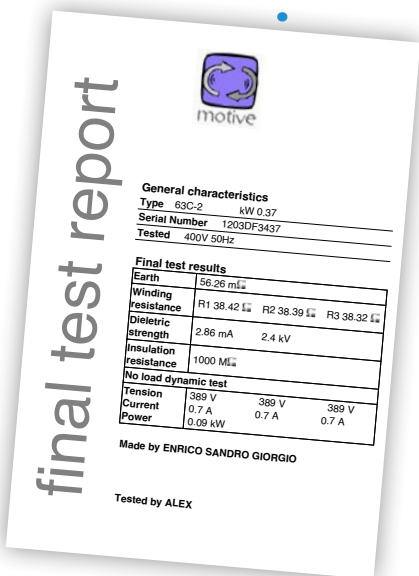 final test report
motive
General characteristics
Type 63C-2 kW 0.37
Serial Number 1203DF3437
Tested 400V 50Hz
Final test results
Earth 56.26 m
Winding resistance R1 38.42 R2 38.39 R3 38.32
Dieletric strength 2.86 mA 2.4 kV
Insulation resistance 1000 M
No load dynamic test
Tension 389 V 389 V 389 V
Current 0.7 A 0.7 A 0.7 A
Power 0.09 kW
Made by ENRICO SANDRO GIORGIO
Tested by ALEX